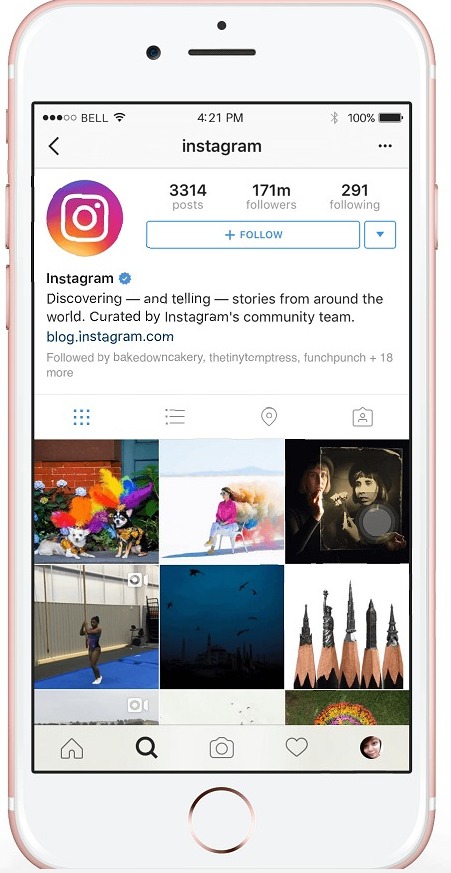 BELL 4:21 PM 100%
instagram
3314 171m 291
posts followers following
+ FOLLOW
Instagram
Discovering — and telling — stories from around the
world. Curated by Instagram's community team.
blog.instagram.com
Followed by bakedowncakery, thetinytemptress, funchpunch + 18
more